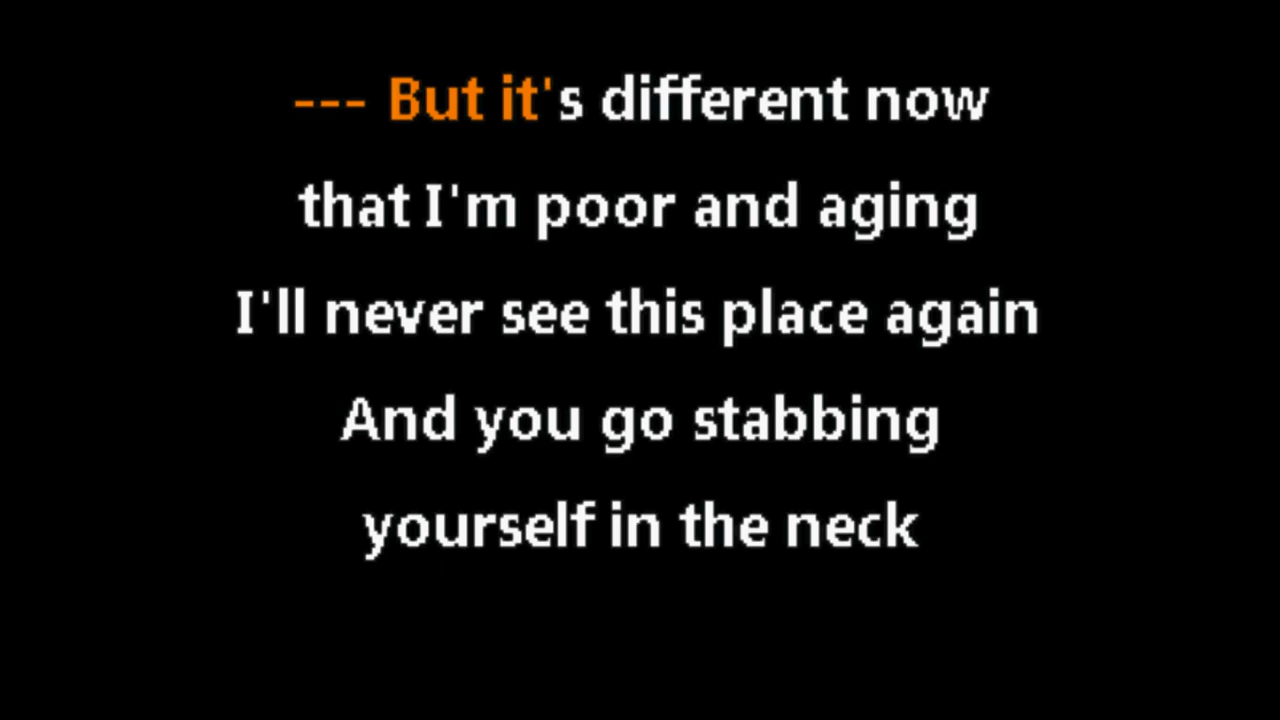 --- But it's different now
that I'm poor and aging
I'll never see this place again
And you go stabbing
yourself in the neck